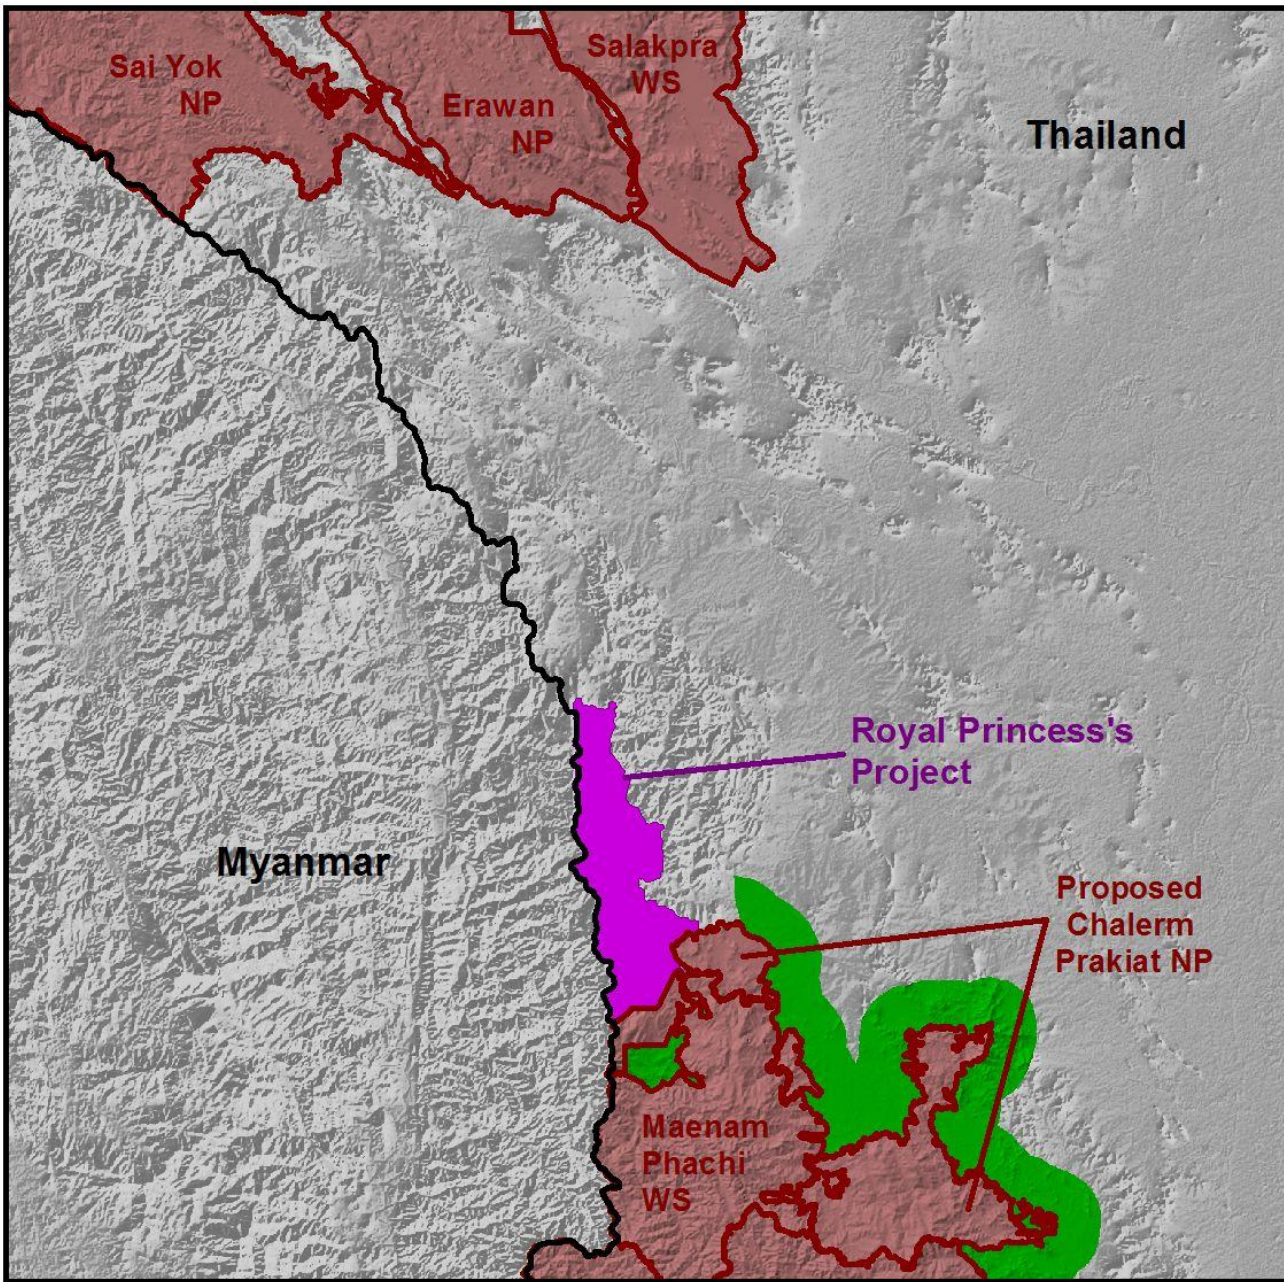 Sai Yok
NP
Erawan
NP
Salakpra
WS
Thailand
Royal Princess's
Project
Myanmar
Proposed
Chalerm
Prakiat NP
Maenam
Phachi
WS